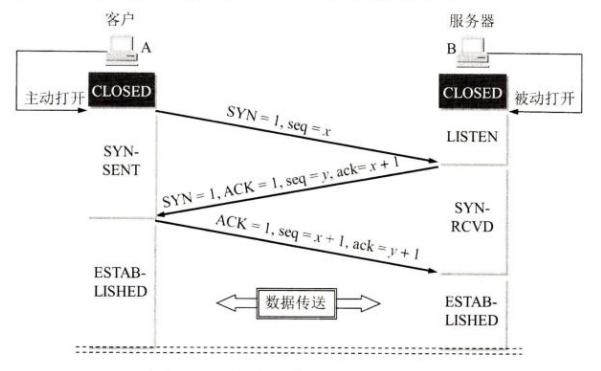 客户
服务器
A
B
CLOSED
CLOSED
主动打开
被动打开
SYN = 1, seq = x
LISTEN
SYN-
SENT
SYN = 1, ACK = 1, seq = y, ack= x + 1
SYN-
RCVD
ACK = 1, seq = x + 1, ack = y + 1
ESTAB-
LISHED
数据传送
ESTAB-
LISHED